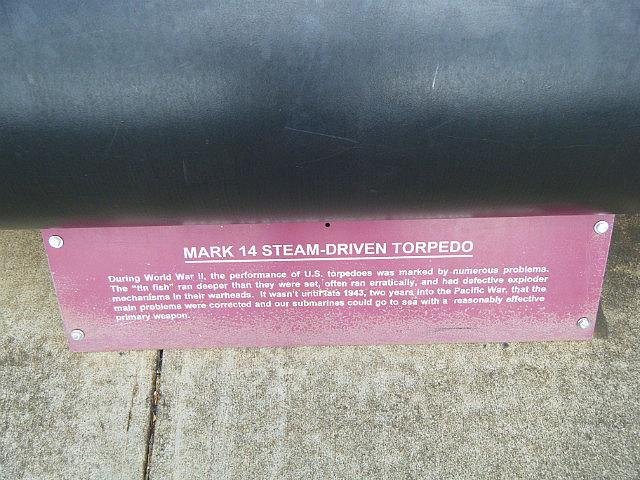 MARK 14 STEAM-DRIVEN TORPEDO
During World War II, the performance of U.S. torpedoes was marked by numerous problems.
The "tin fish" ran deeper than they were set, often ran erratically, and had defective exploder
mechanisms in their warheads. It wasn't until late 1943, two years into the Pacific War, that the
main problems were corrected and our submarines could go to sea with a reasonably effective
primary weapon.